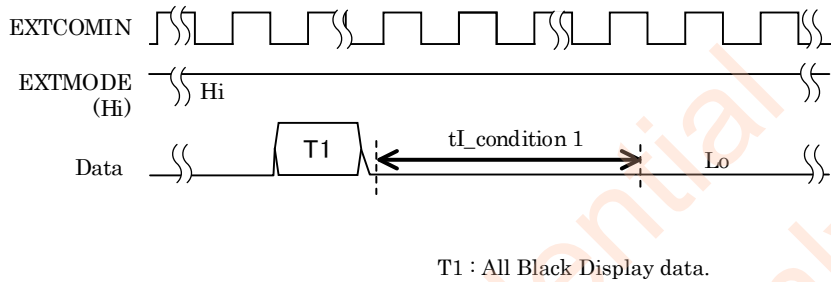 EXTCOMIN
EXTMODE
(Hi)
Hi
Data
T1
tI_condition 1
Lo
T1 : All Black Display data.